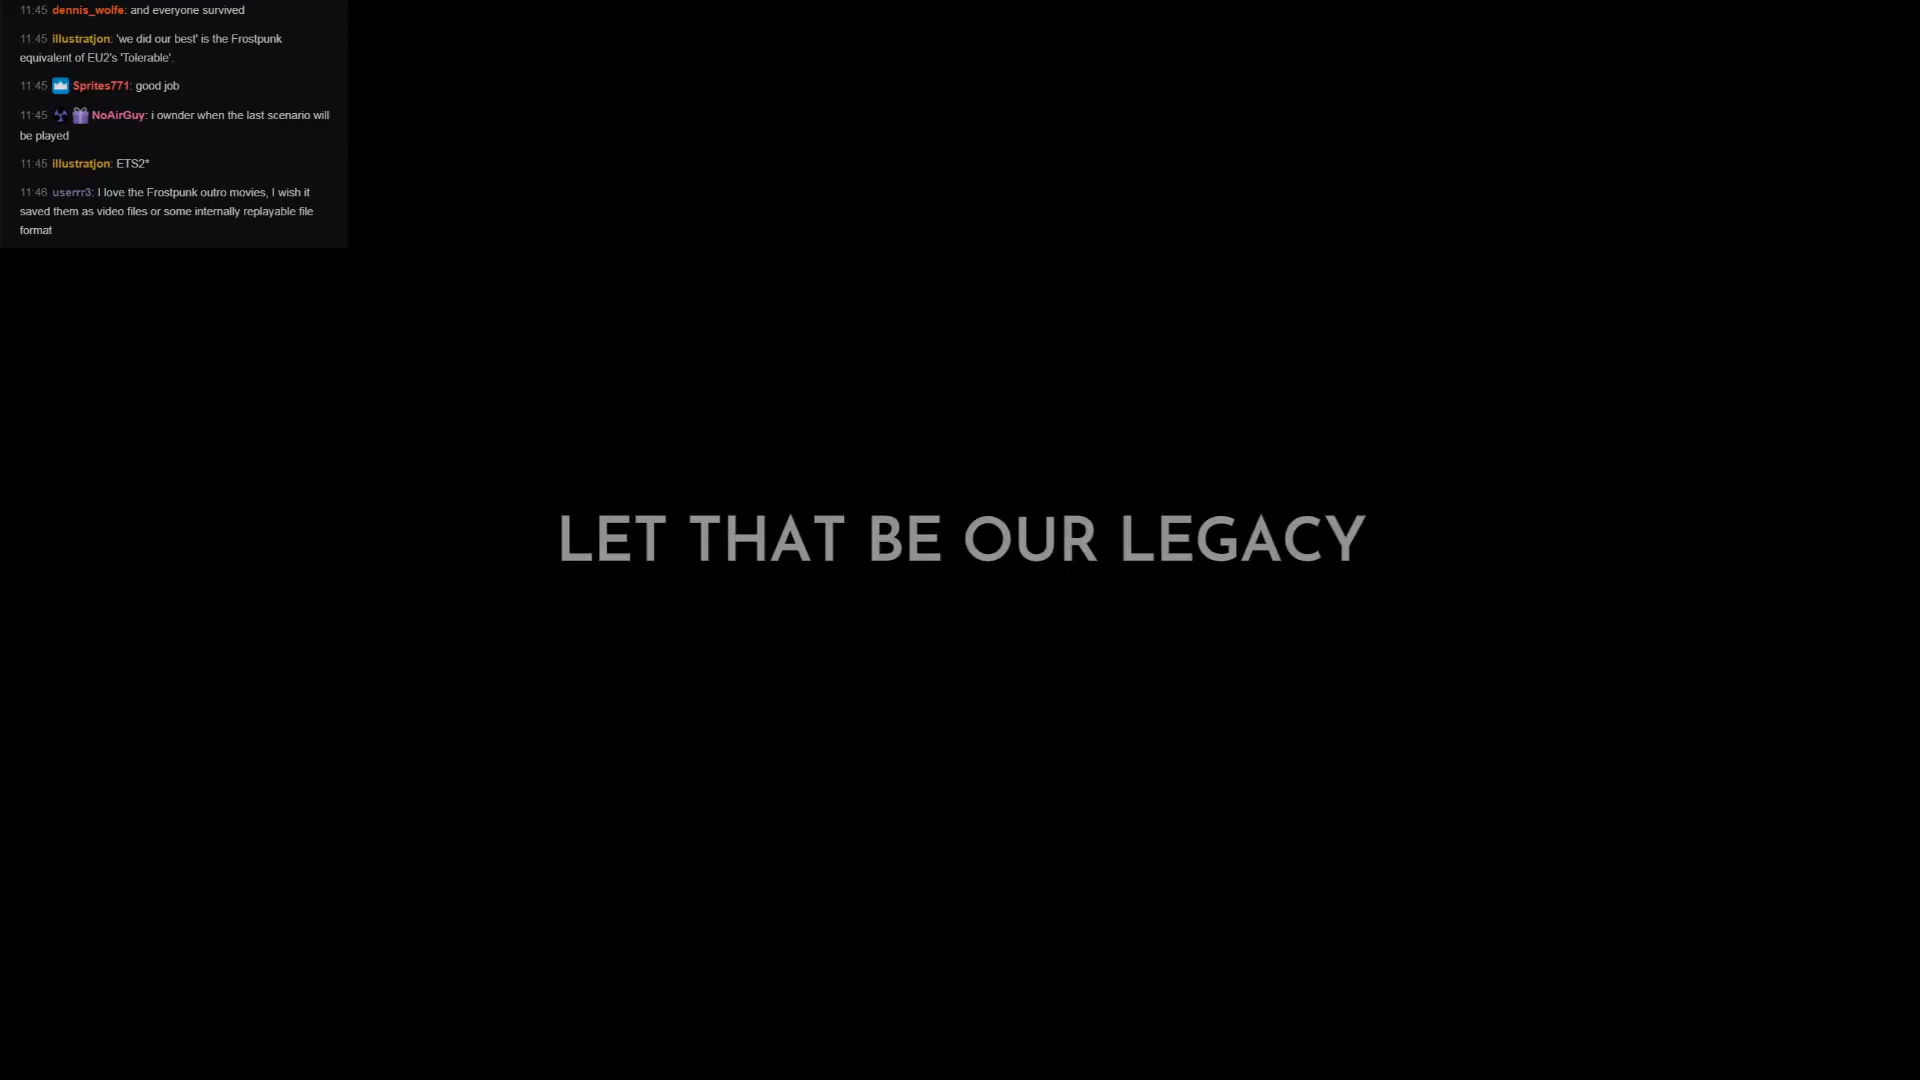 11:45 dennis_wolfe: and everyone survived
11:45 illustratjon: 'we did our best' is the Frostpunk
equivalent of EU2's 'Tolerable'.
11:45 Sprites771: good job
11:45 NoAirGuy: i ownder when the last scenario will
be played
11:45 illustratjon: ETS2*
11:46 userrr3: I love the Frostpunk outro movies, I wish it
saved them as video files or some internally replayable file
format
LET THAT BE OUR LEGACY